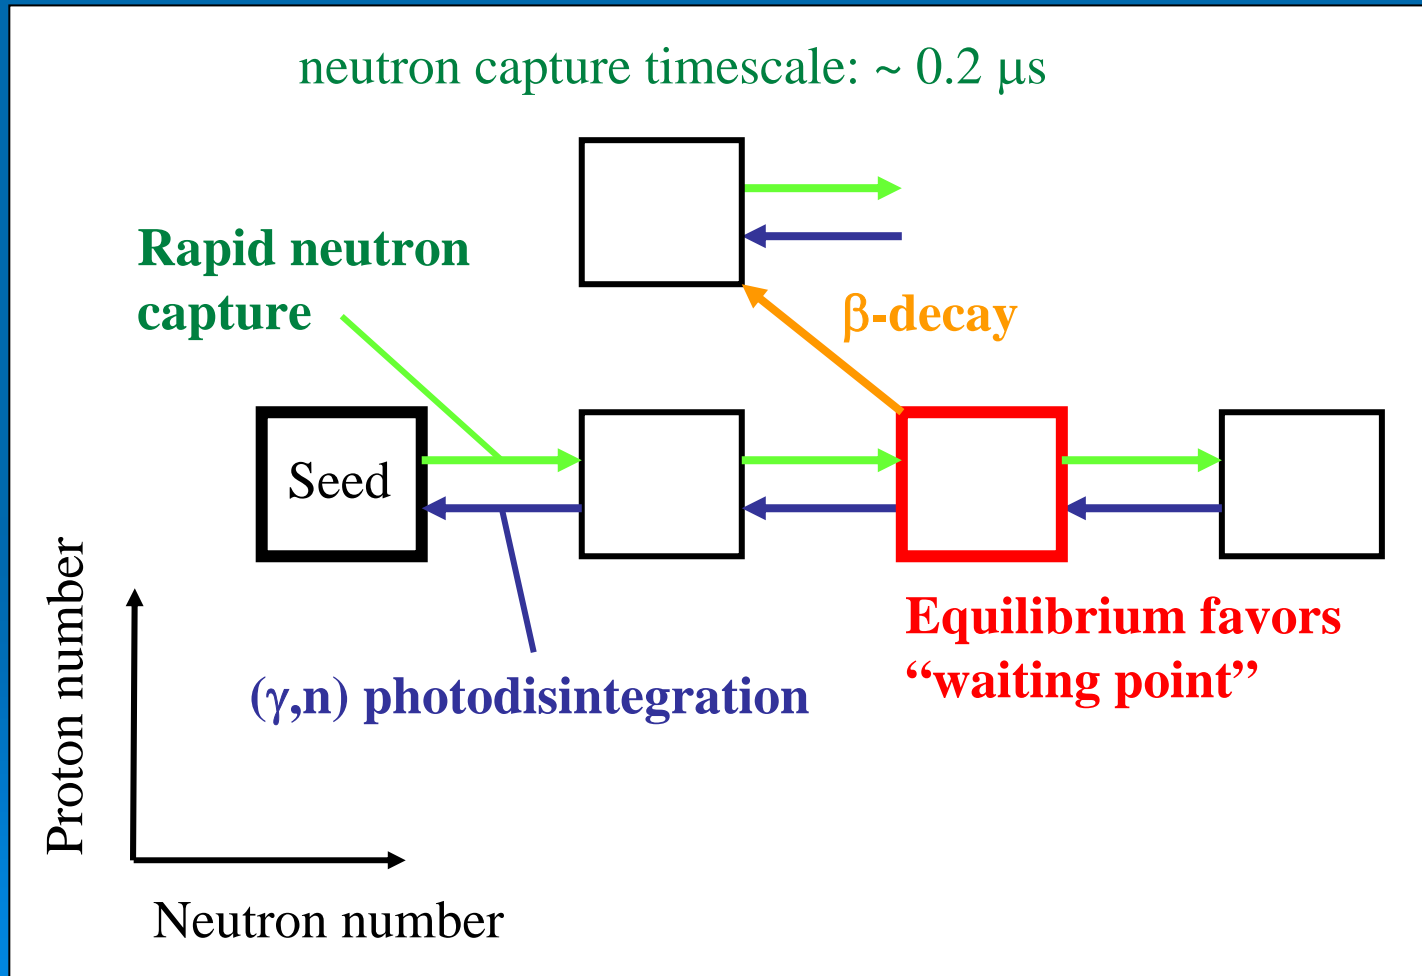 neutron capture timescale: ~ 0.2 μs
Rapid neutron
capture
β-decay
Seed
Equilibrium favors
“waiting point”
(γ,n) photodisintegration
Proton number
Neutron number